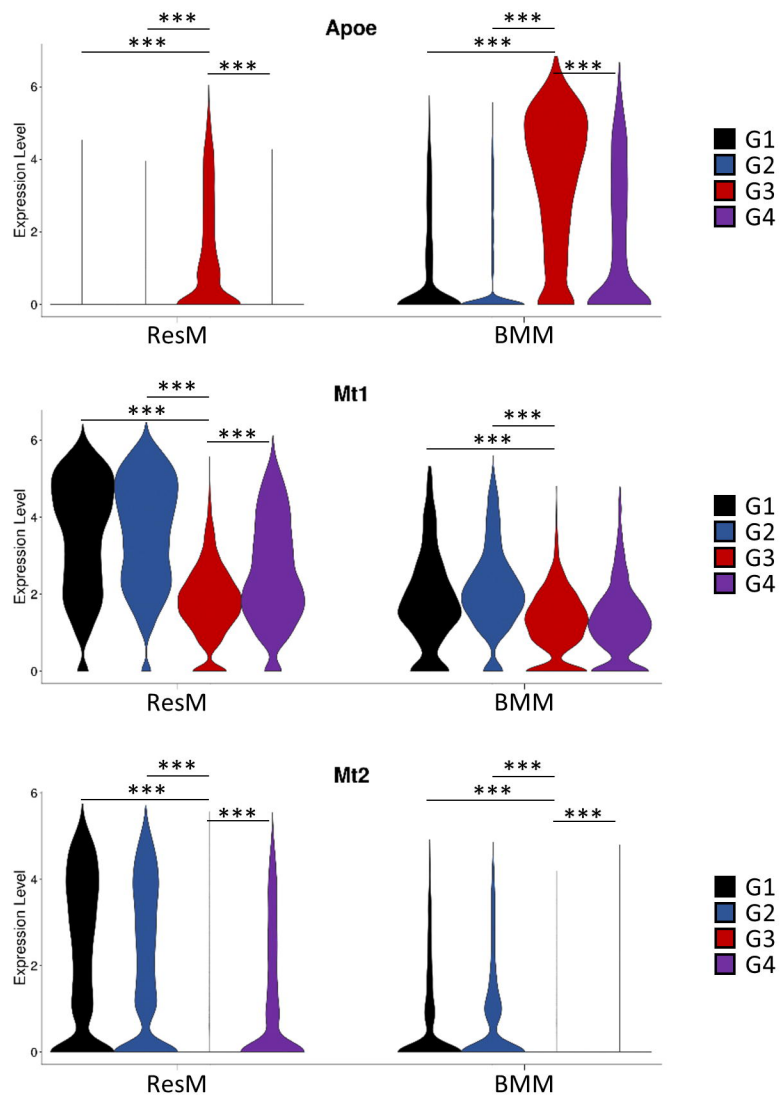 ***
Apoe
***
***
***
***
***
6
4
2
0
Expression Level
ResM
BMM
G1
G2
G3
G4
Mt1
***
***
***
***
***
6
4
2
0
Expression Level
ResM
BMM
G1
G2
G3
G4
Mt2
***
***
***
***
***
***
6
4
2
0
Expression Level
ResM
BMM
G1
G2
G3
G4